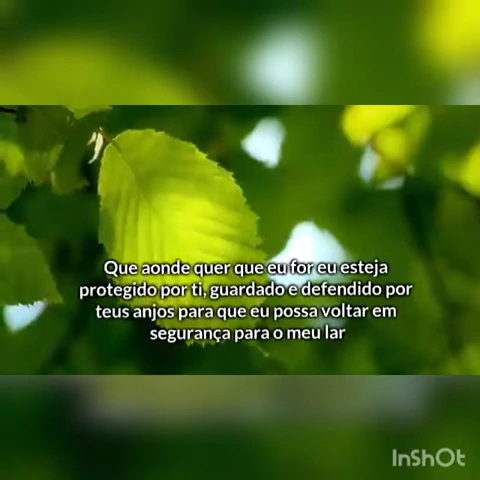 Que aonde quer que eu for eu esteja
protegido por ti, guardado e defendido por
teus anjos para que eu possa voltar em
segurança para o meu lar
InShOt